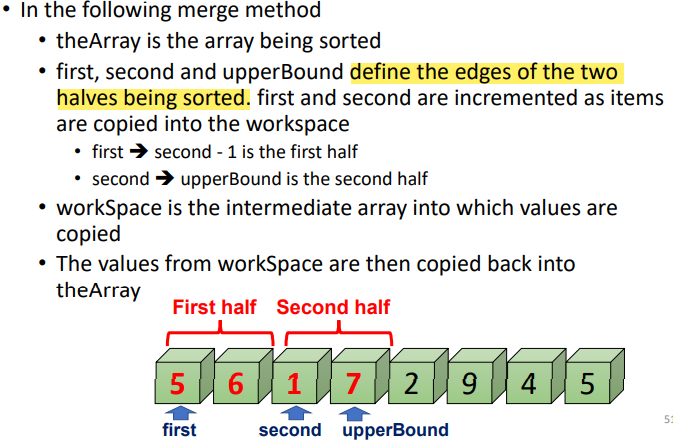 • In the following merge method
• theArray is the array being sorted
• first, second and upperBound define the edges of the two
halves being sorted. first and second are incremented as items
are copied into the workspace
• first ➔ second - 1 is the first half
• second ➔ upperBound is the second half
• workSpace is the intermediate array into which values are
copied
• The values from workSpace are then copied back into
theArray
First half Second half
5 6 1 7 2 9 4 5
first second upperBound